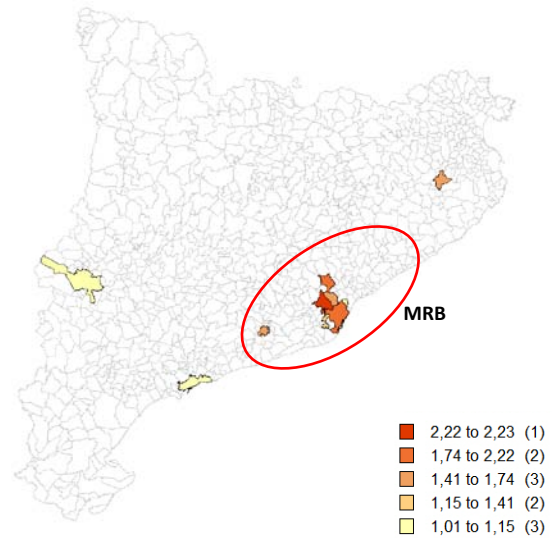 MRB
2,22 to 2,23 (1)
1,74 to 2,22 (2)
1,41 to 1,74 (3)
1,15 to 1,41 (2)
1,01 to 1,15 (3)